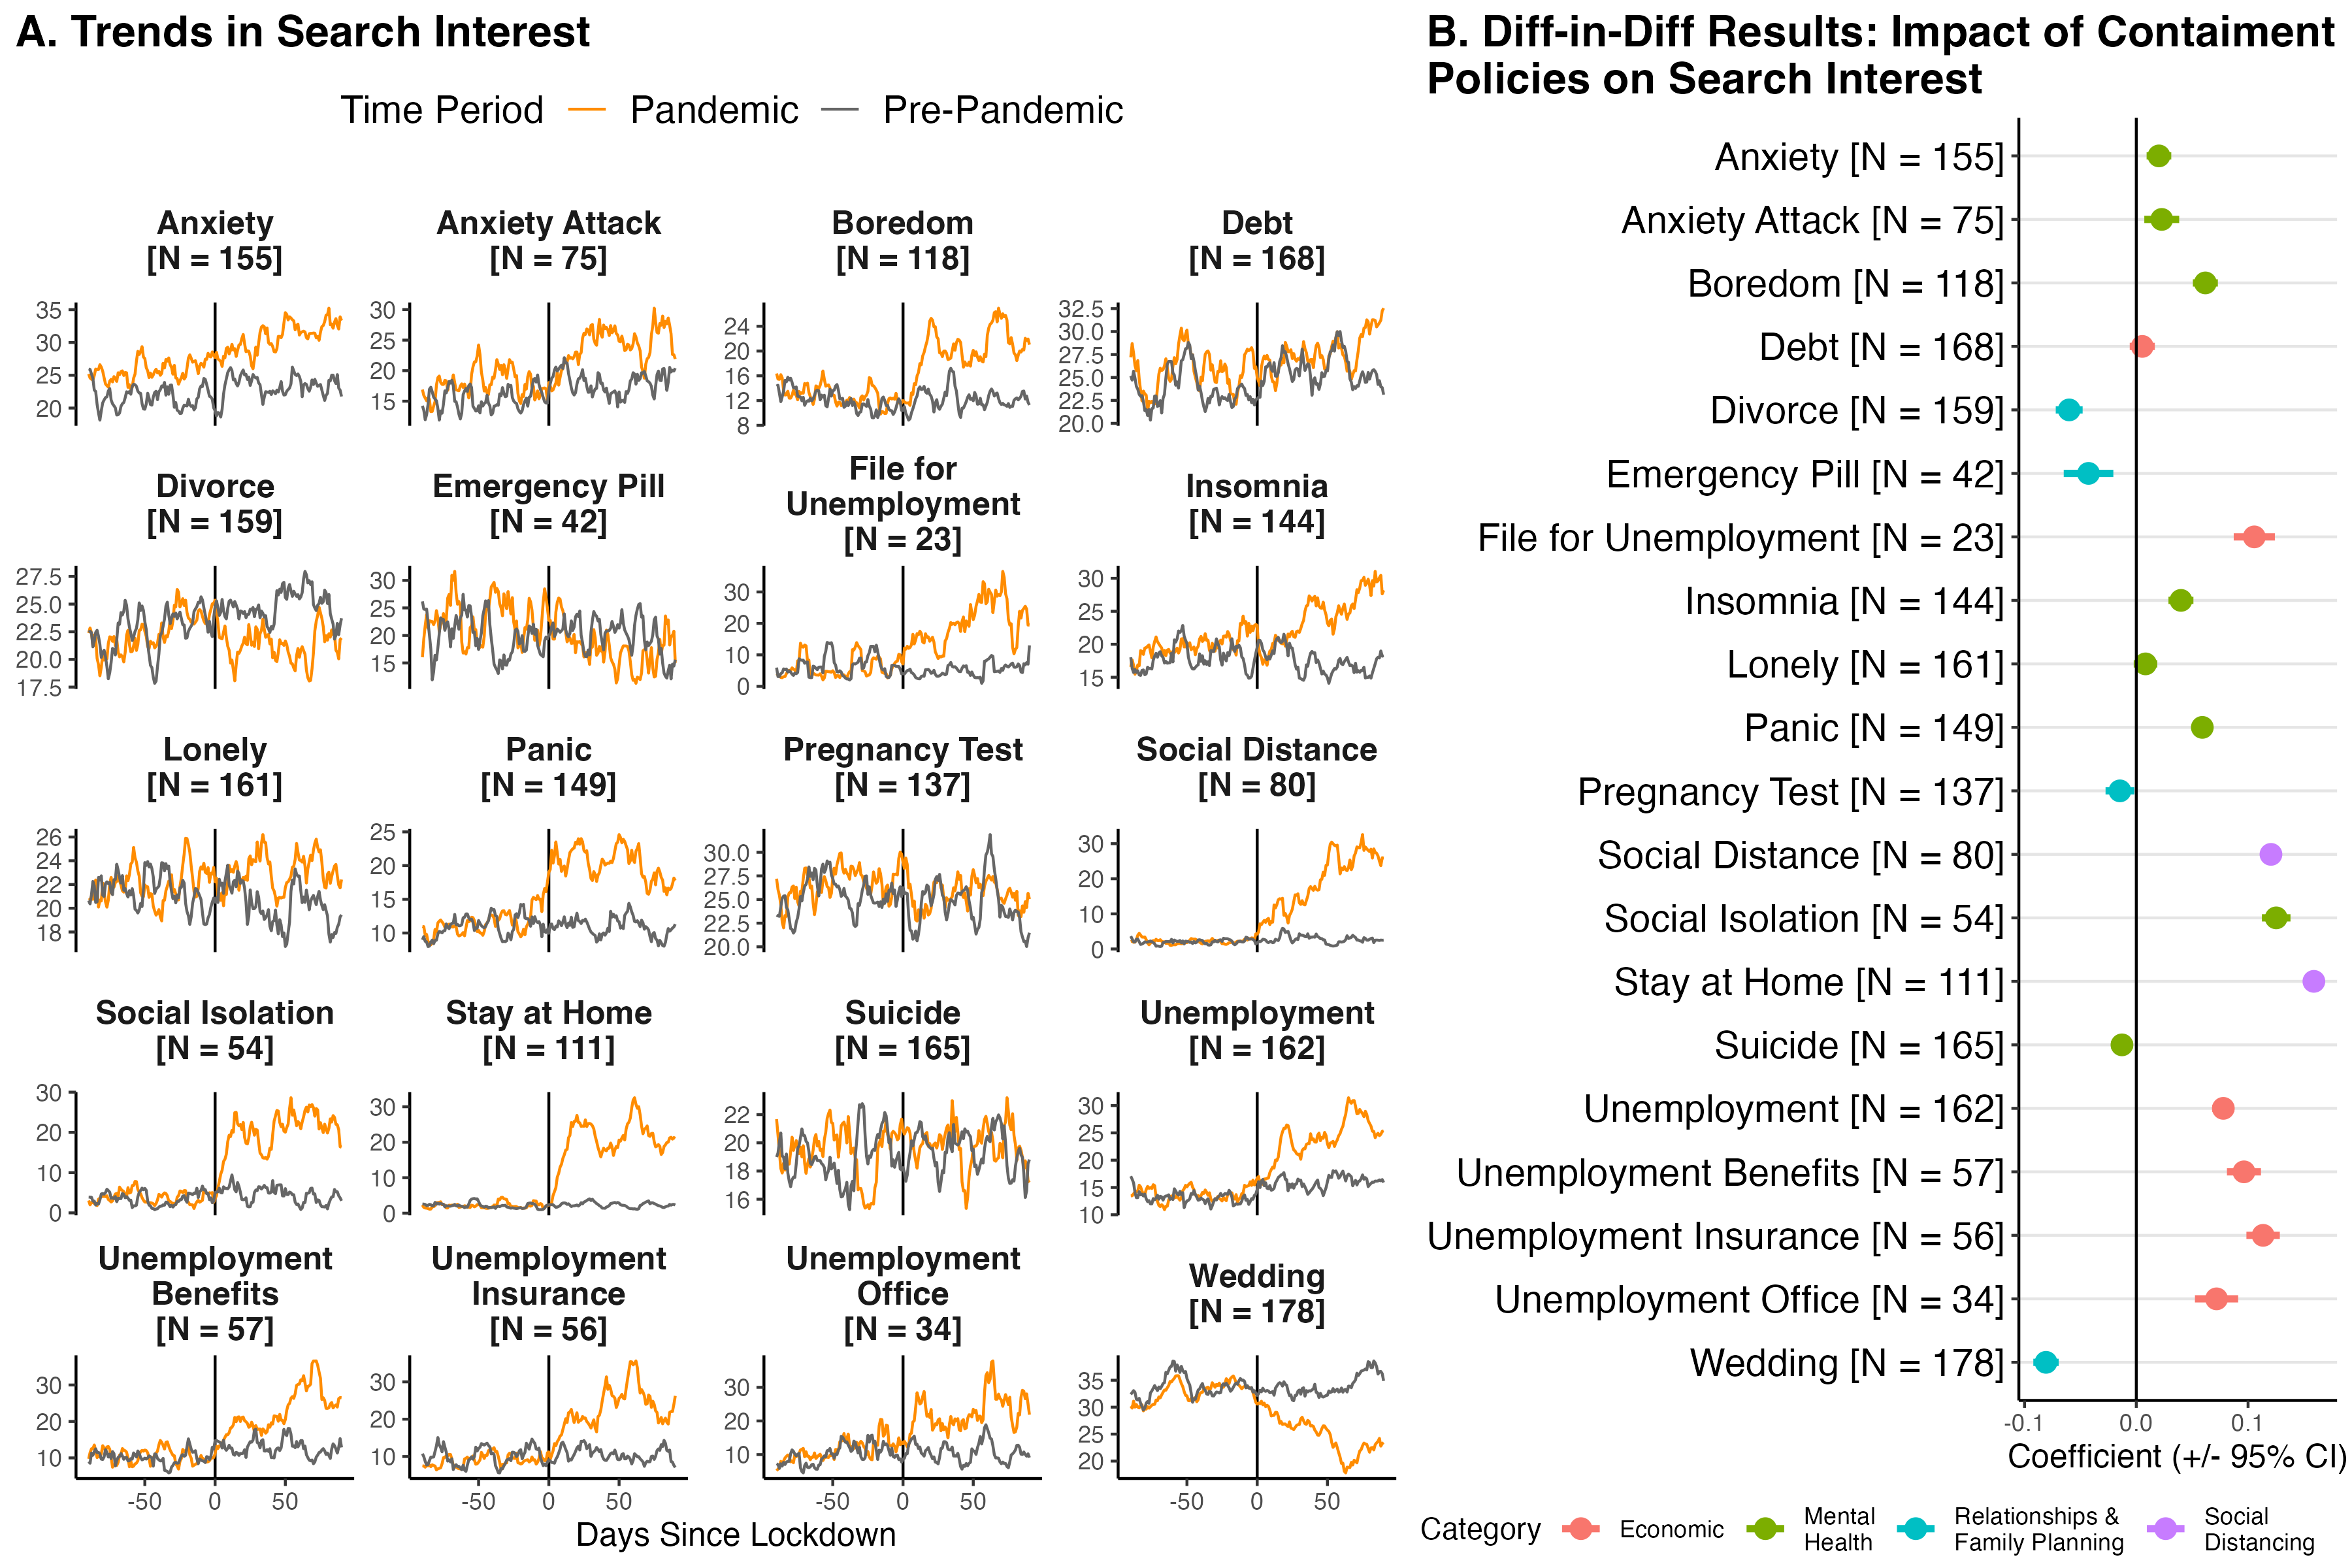 A. Trends in Search Interest
Time Period Pandemic Pre-Pandemic
Anxiety
[N = 155]
35
30
25
20
Anxiety Attack
[N = 75]
30
25
20
15
Boredom
[N = 118]
24
20
16
12
8
Debt
[N = 168]
32.5
30.0
27.5
25.0
22.5
20.0
Divorce
[N = 159]
27.5
25.0
22.5
20.0
17.5
Emergency Pill
[N = 42]
30
25
20
15
File for
Unemployment
[N = 23]
30
20
10
0
Insomnia
[N = 144]
30
25
20
15
Lonely
[N = 161]
26
24
22
20
18
Panic
[N = 149]
25
20
15
10
Pregnancy Test
[N = 137]
30.0
27.5
25.0
22.5
20.0
Social Distance
[N = 80]
30
20
10
0
Social Isolation
[N = 54]
30
20
10
0
Stay at Home
[N = 111]
30
20
10
0
Suicide
[N = 165]
22
20
18
16
Unemployment
[N = 162]
30
25
20
15
10
Unemployment
Benefits
[N = 57]
30
20
10
-50 0 50
Unemployment
Insurance
[N = 56]
30
20
10
-50 0 50
Unemployment
Office
[N = 34]
30
20
10
-50 0 50
Wedding
[N = 178]
35
30
25
20
-50 0 50
Days Since Lockdown
B. Diff-in-Diff Results: Impact of Contaiment
Policies on Search Interest
Anxiety [N = 155]
Anxiety Attack [N = 75]
Boredom [N = 118]
Debt [N = 168]
Divorce [N = 159]
Emergency Pill [N = 42]
File for Unemployment [N = 23]
Insomnia [N = 144]
Lonely [N = 161]
Panic [N = 149]
Pregnancy Test [N = 137]
Social Distance [N = 80]
Social Isolation [N = 54]
Stay at Home [N = 111]
Suicide [N = 165]
Unemployment [N = 162]
Unemployment Benefits [N = 57]
Unemployment Insurance [N = 56]
Unemployment Office [N = 34]
Wedding [N = 178]
-0.1 0.0 0.1
Coefficient (+/- 95% CI)
Category
Economic
Mental
Health
Relationships &
Family Planning
Social
Distancing